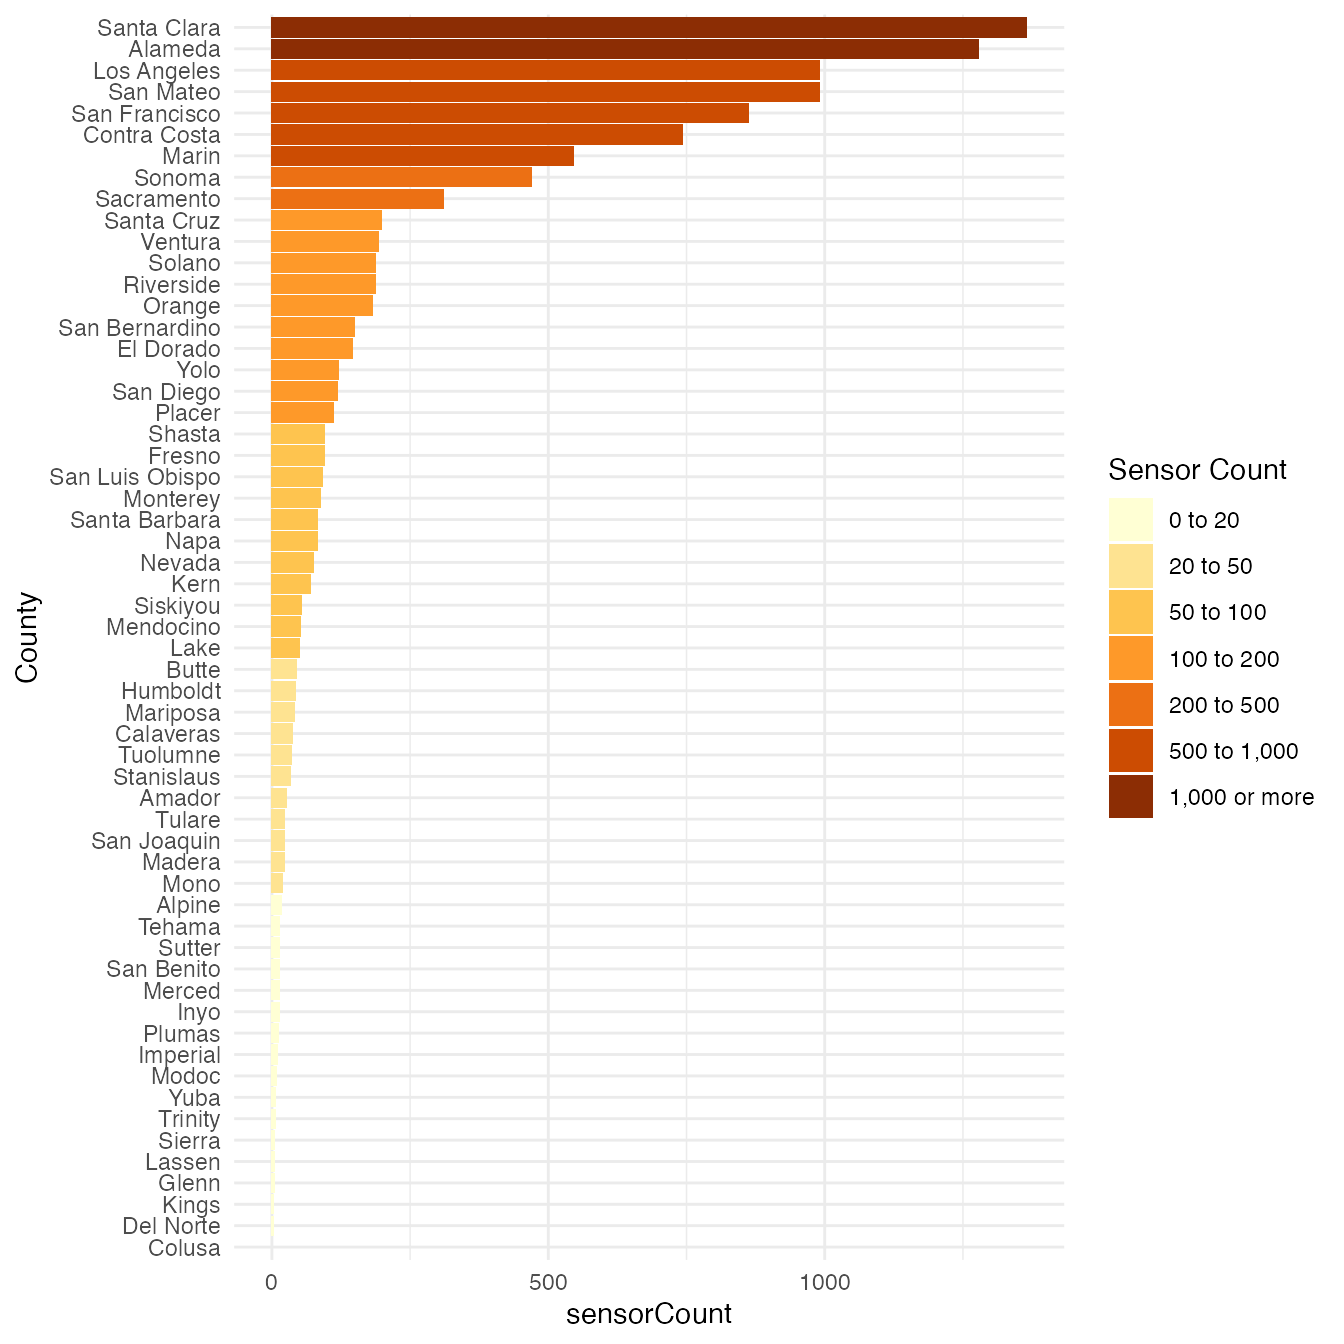 Santa Clara
Alameda
Los Angeles
San Mateo
San Francisco
Contra Costa
Marin
Sonoma
Sacramento
Santa Cruz
Ventura
Solano
Riverside
Orange
San Bernardino
El Dorado
Yolo
San Diego
Placer
Shasta
Fresno
San Luis Obispo
Monterey
Santa Barbara
Napa
Nevada
Kern
Siskiyou
Mendocino
Lake
Butte
Humboldt
Mariposa
Calaveras
Tuolumne
Stanislaus
Amador
Tulare
San Joaquin
Madera
Mono
Alpine
Tehama
Sutter
San Benito
Merced
Inyo
Plumas
Imperial
Modoc
Yuba
Trinity
Sierra
Lassen
Glenn
Kings
Del Norte
Colusa
County
0 500 1000
sensorCount
Sensor Count
0 to 20
20 to 50
50 to 100
100 to 200
200 to 500
500 to 1,000
1,000 or more